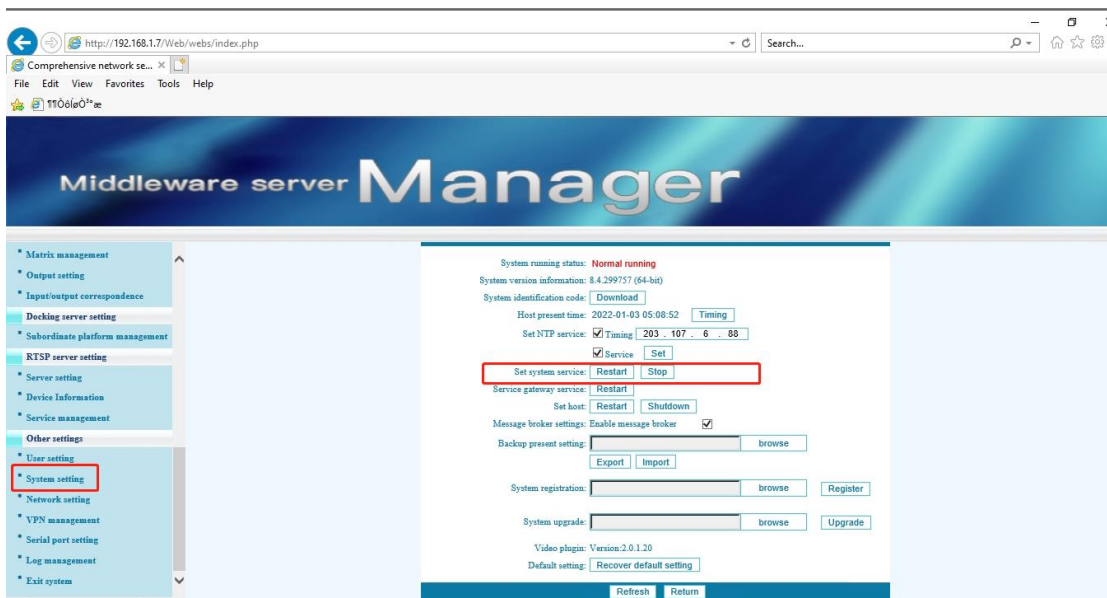 http://192.168.1.7/Web/webs/index.php
Search...
Comprehensive network se...
File Edit View Favorites Tools Help
Middleware server Manager
Matrix management
Output setting
Input/output correspondence
Docking server setting
Subordinate platform management
RTSP server setting
Server setting
Device Information
Service management
Other settings
User setting
System setting
Network setting
VPN management
Serial port setting
Log management
Exit system
System running status: Normal running
System version information: 8.4.299757 (64-bit)
System identification code: Download
Host present time: 2022-01-03 05:08:52 Timing
Set NTP service: Timing 203 . 107 . 6 . 88
Service Set
Set system service: Restart Stop
Service gateway service: Restart
Set host: Restart Shutdown
Message broker settings: Enable message broker
Backup present setting: browse
Export Import
System registration: browse Register
System upgrade: browse Upgrade
Video plugin: Version:2.0.1.20
Default setting: Recover default setting
Refresh Return